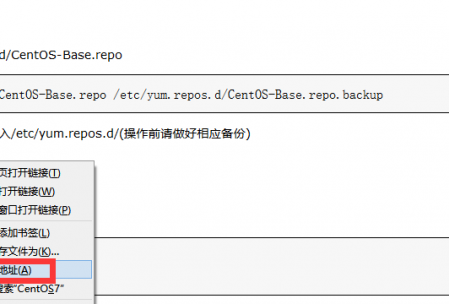 d/CentOS-Base.repo
CentOS-Base.repo /etc/yum.repos.d/CentOS-Base.repo.backup
入/etc/yum.repos.d/(操作前请做好相应备份)
页打开链接(T)
打开链接(W)
窗口打开链接(P)
添加书签(L)
存文件为(K)...
地址(A)
搜索"CentOS7"